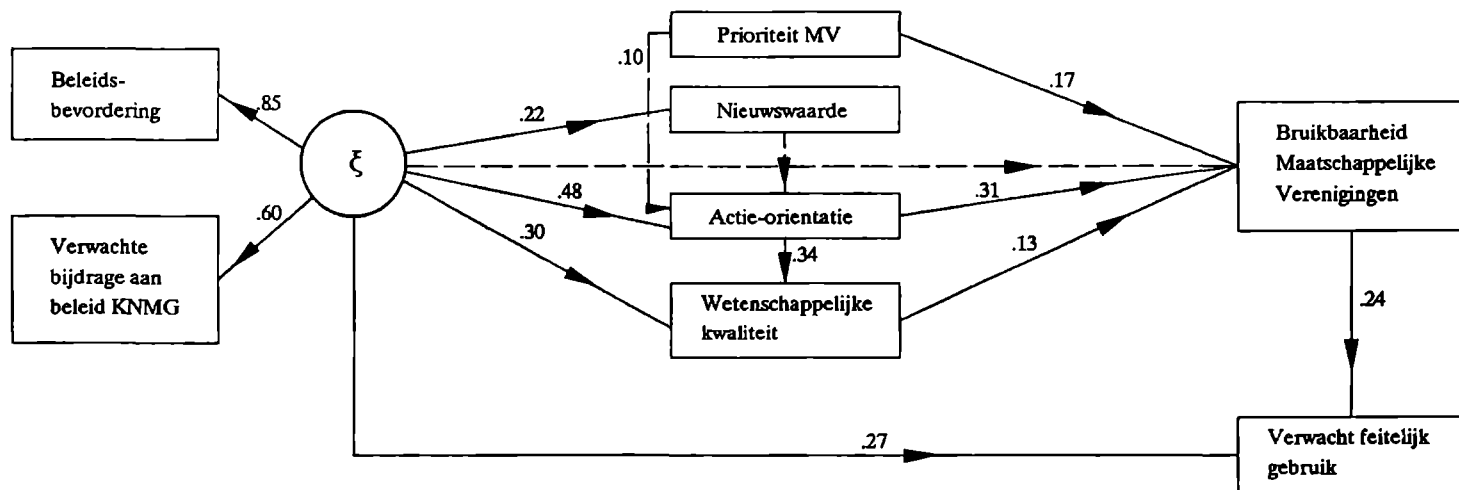 Prioriteit MV
.10
.17
Beleids-
bevordering
.85
.22
Nieuwswaarde
ξ
Bruikbaarheid
Maatschappelijke
Verenigingen
.48
Actie-orientatie
.31
.60
.30
.34
.13
Verwachte
bijdrage aan
beleid KNMG
Wetenschappelijke
kwaliteit
.24
.27
Verwacht feitelijk
gebruik